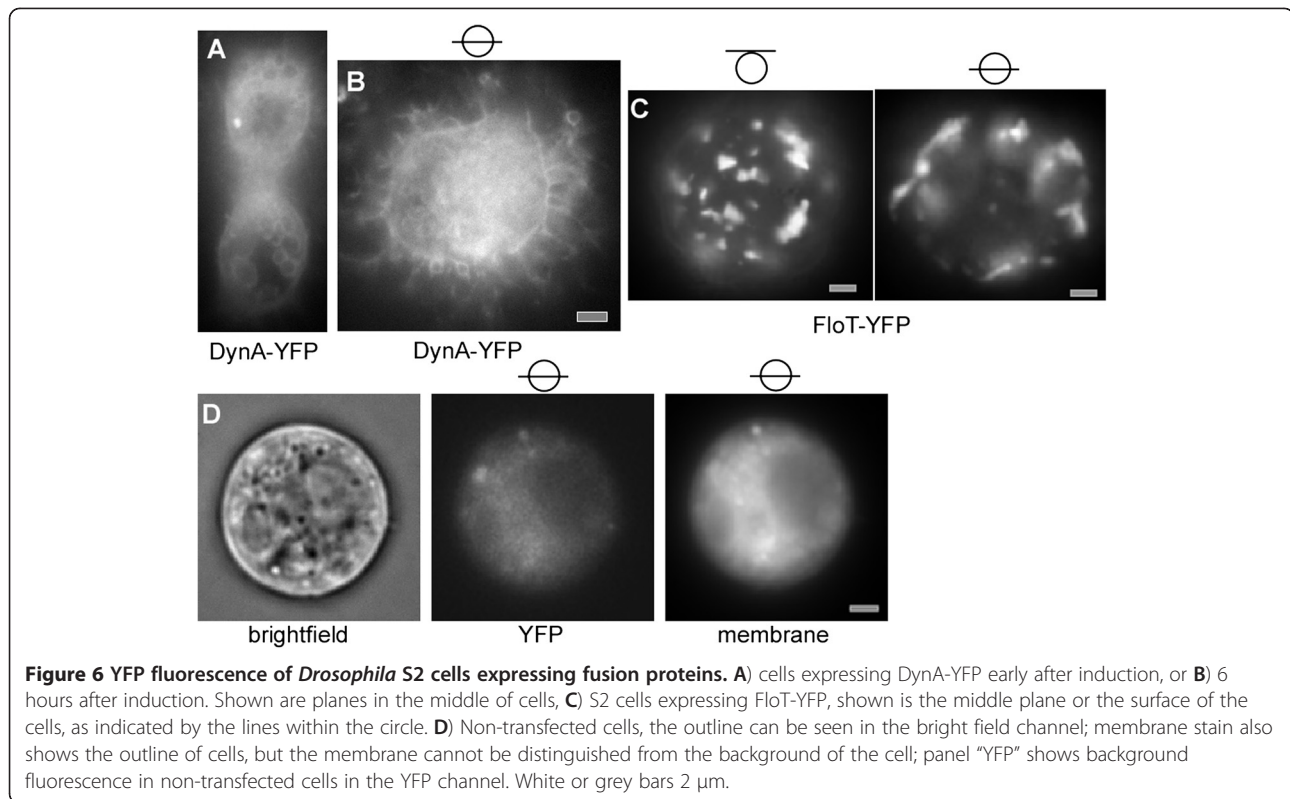 A
B
C
DynA-YFP
DynA-YFP
FloT-YFP
D
brightfield
YFP
membrane
Figure 6 YFP fluorescence of Drosophila S2 cells expressing fusion proteins. A) cells expressing DynA-YFP early after induction, or B) 6
hours after induction. Shown are planes in the middle of cells, C) S2 cells expressing FloT-YFP, shown is the middle plane or the surface of the
cells, as indicated by the lines within the circle. D) Non-transfected cells, the outline can be seen in the bright field channel; membrane stain also
shows the outline of cells, but the membrane cannot be distinguished from the background of the cell; panel “YFP” shows background
fluorescence in non-transfected cells in the YFP channel. White or grey bars 2 μm.